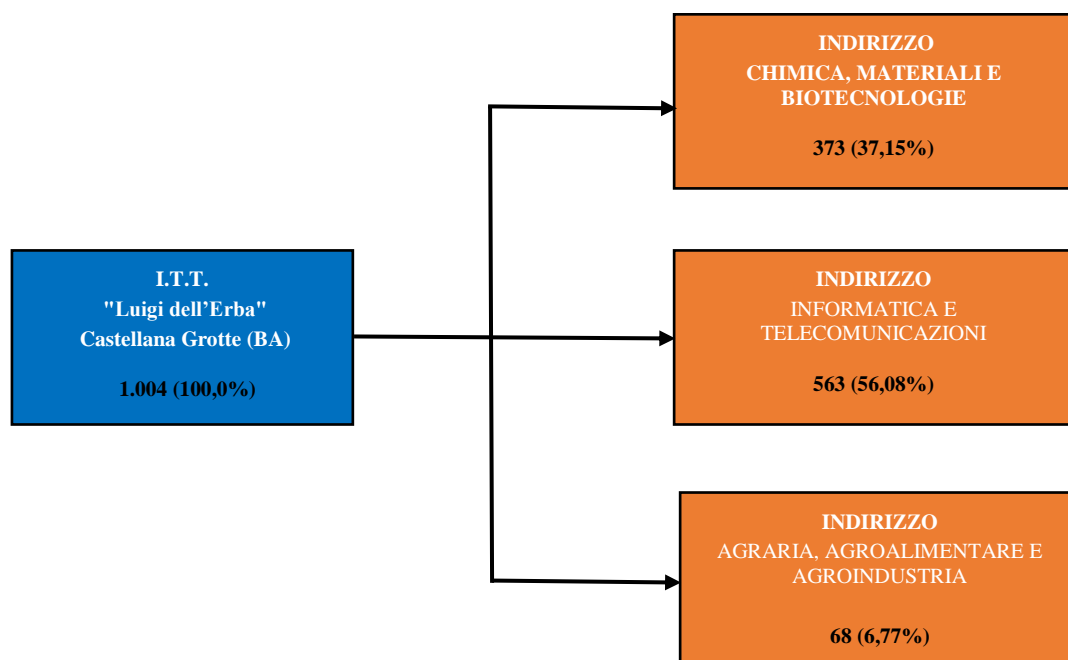 I.T.T.
"Luigi dell’Erba"
Castellana Grotte (BA)
1.004 (100,0%)
INDIRIZZO
CHIMICA, MATERIALI E
BIOTECNOLOGIE
373 (37,15%)
INDIRIZZO
INFORMATICA E
TELECOMUNICAZIONI
563 (56,08%)
INDIRIZZO
AGRARIA, AGROALIMENTARE E
AGROINDUSTRIA
68 (6,77%)